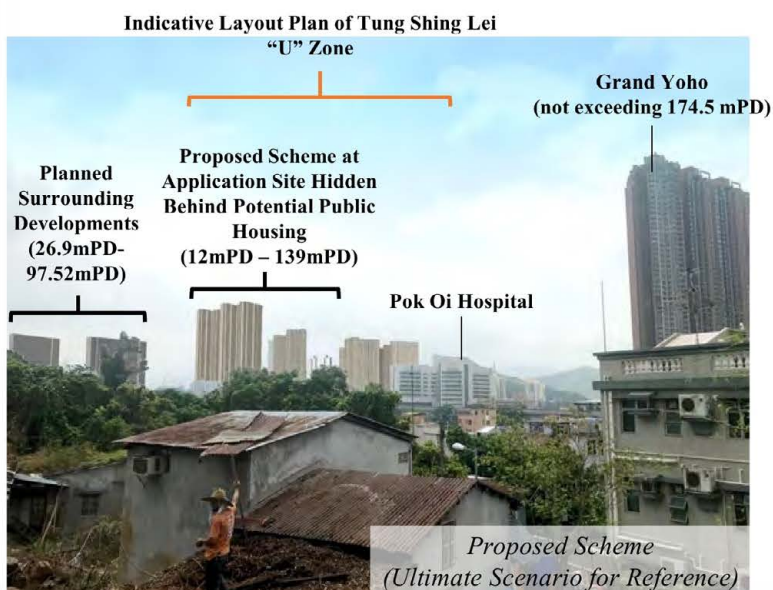 Indicative Layout Plan of Tung Shing Lei
“U” Zone
Grand Yoho
(not exceeding 174.5 mPD)
Planned
Surrounding
Developments
(26.9mPD-
97.52mPD)
Proposed Scheme at
Application Site Hidden
Behind Potential Public
Housing
(12mPD – 139mPD)
Pok Oi Hospital
Proposed Scheme
(Ultimate Scenario for Reference)